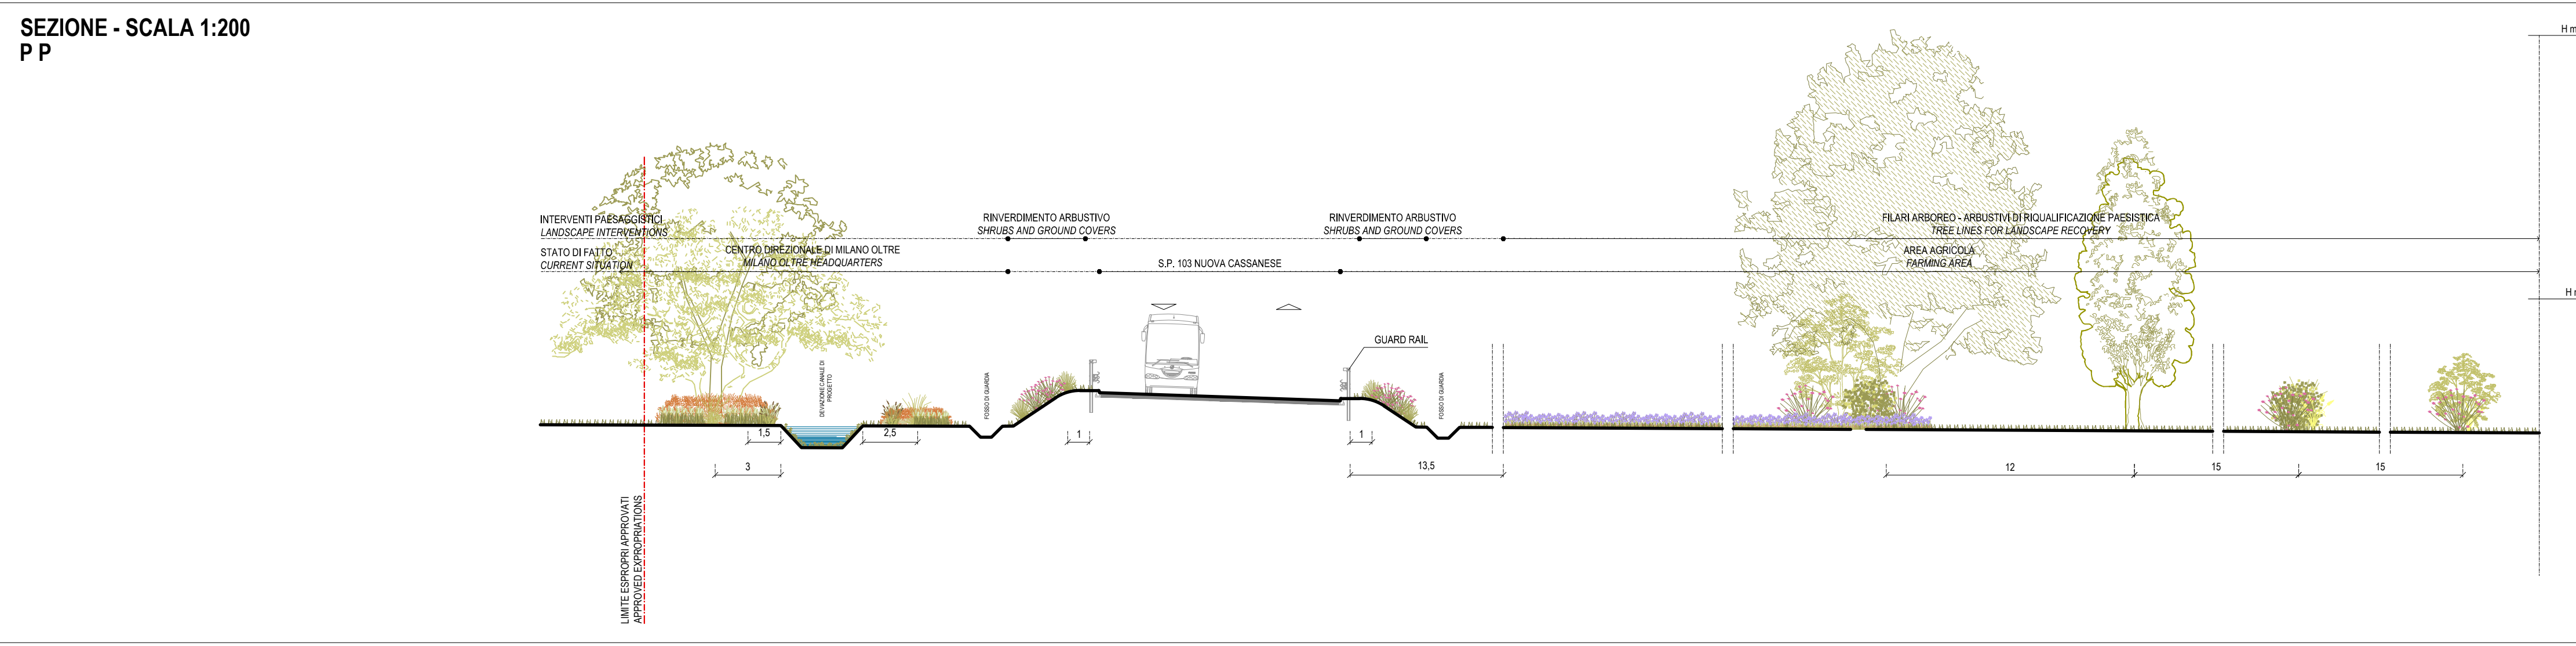 SEZIONE - SCALA 1:200
P P
H m
INTERVENTI PAESAGGISTICI
LANDSCAPE INTERVENTIONS
RINVERDIMENTO ARBUSTIVO
SHRUBS AND GROUND COVERS
RINVERDIMENTO ARBUSTIVO
SHRUBS AND GROUND COVERS
FILARI ARBOREO - ARBUSTIVI DI RIQUALIFICAZIONE PAESISTICA
TREE LINES FOR LANDSCAPE RECOVERY
STATO DI FATTO
CURRENT SITUATION
CENTRO DIREZIONALE DI MILANO OLTRE
MILANO OLTRE HEADQUARTERS
S.P. 103 NUOVA CASSANESE
AREA AGRICOLA
FARMING AREA
H m
GUARD RAIL
DEVIAZIONE CANALE DI
PROGETTO
FOSSO DI GUARDIA
FOSSO DI GUARDIA
1,5
2,5
1
1
3
13,5
12
15
15
LIMITE ESPROPRI APPROVATI
APPROVED EXPROPRIATIONS